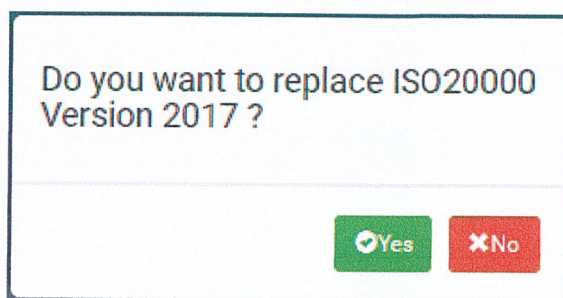 Do you want to replace ISO20000
Version 2017 ?
Yes
No